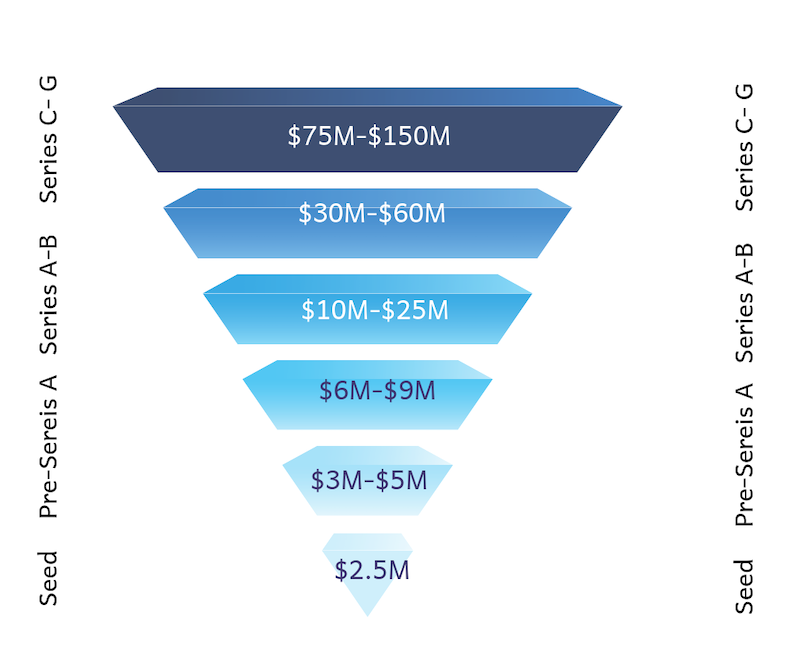 Series C- G
Series A-B
Pre-Sereis A
Seed
$75M-$150M
$30M-$60M
$10M-$25M
$6M-$9M
$3M-$5M
$2.5M
Series C- G
Series A-B
Pre-Sereis A
Seed